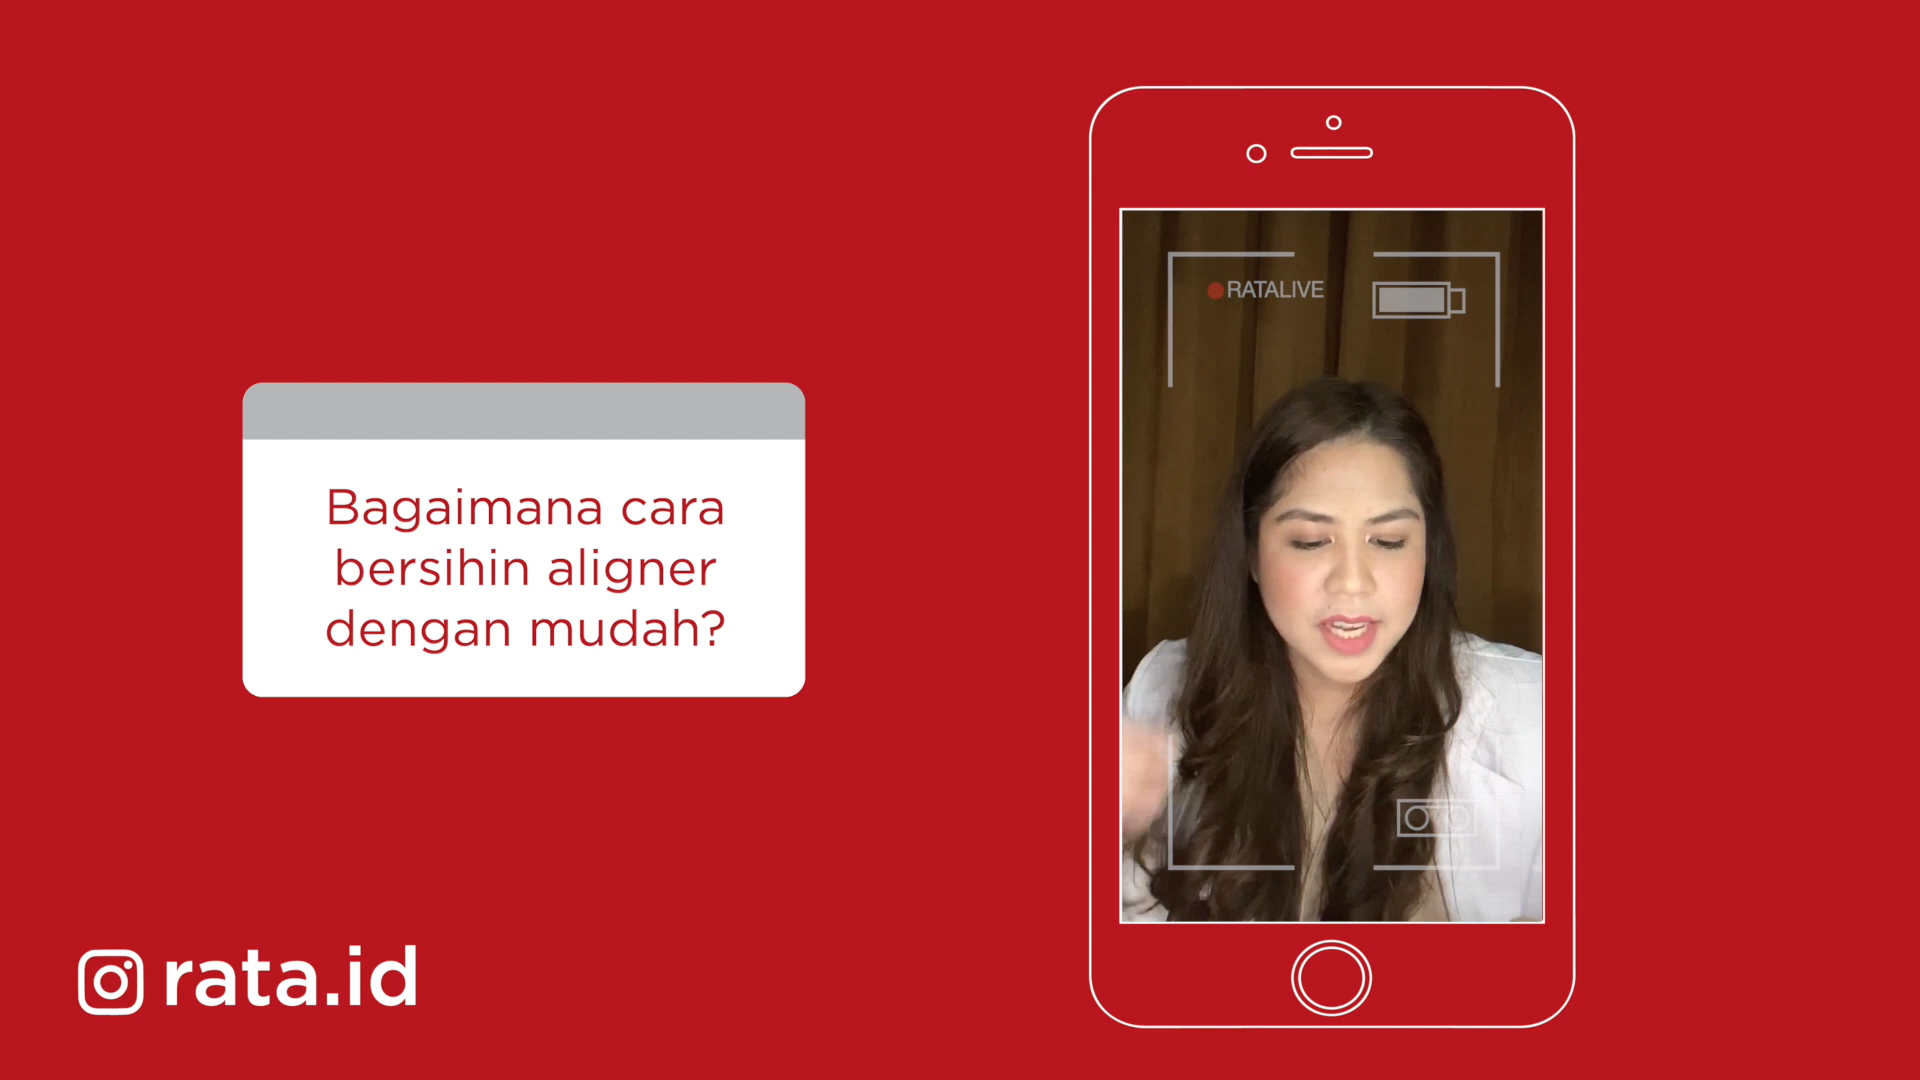 Bagaimana cara
bersihin aligner
dengan mudah?
RATALIVE
rata.id